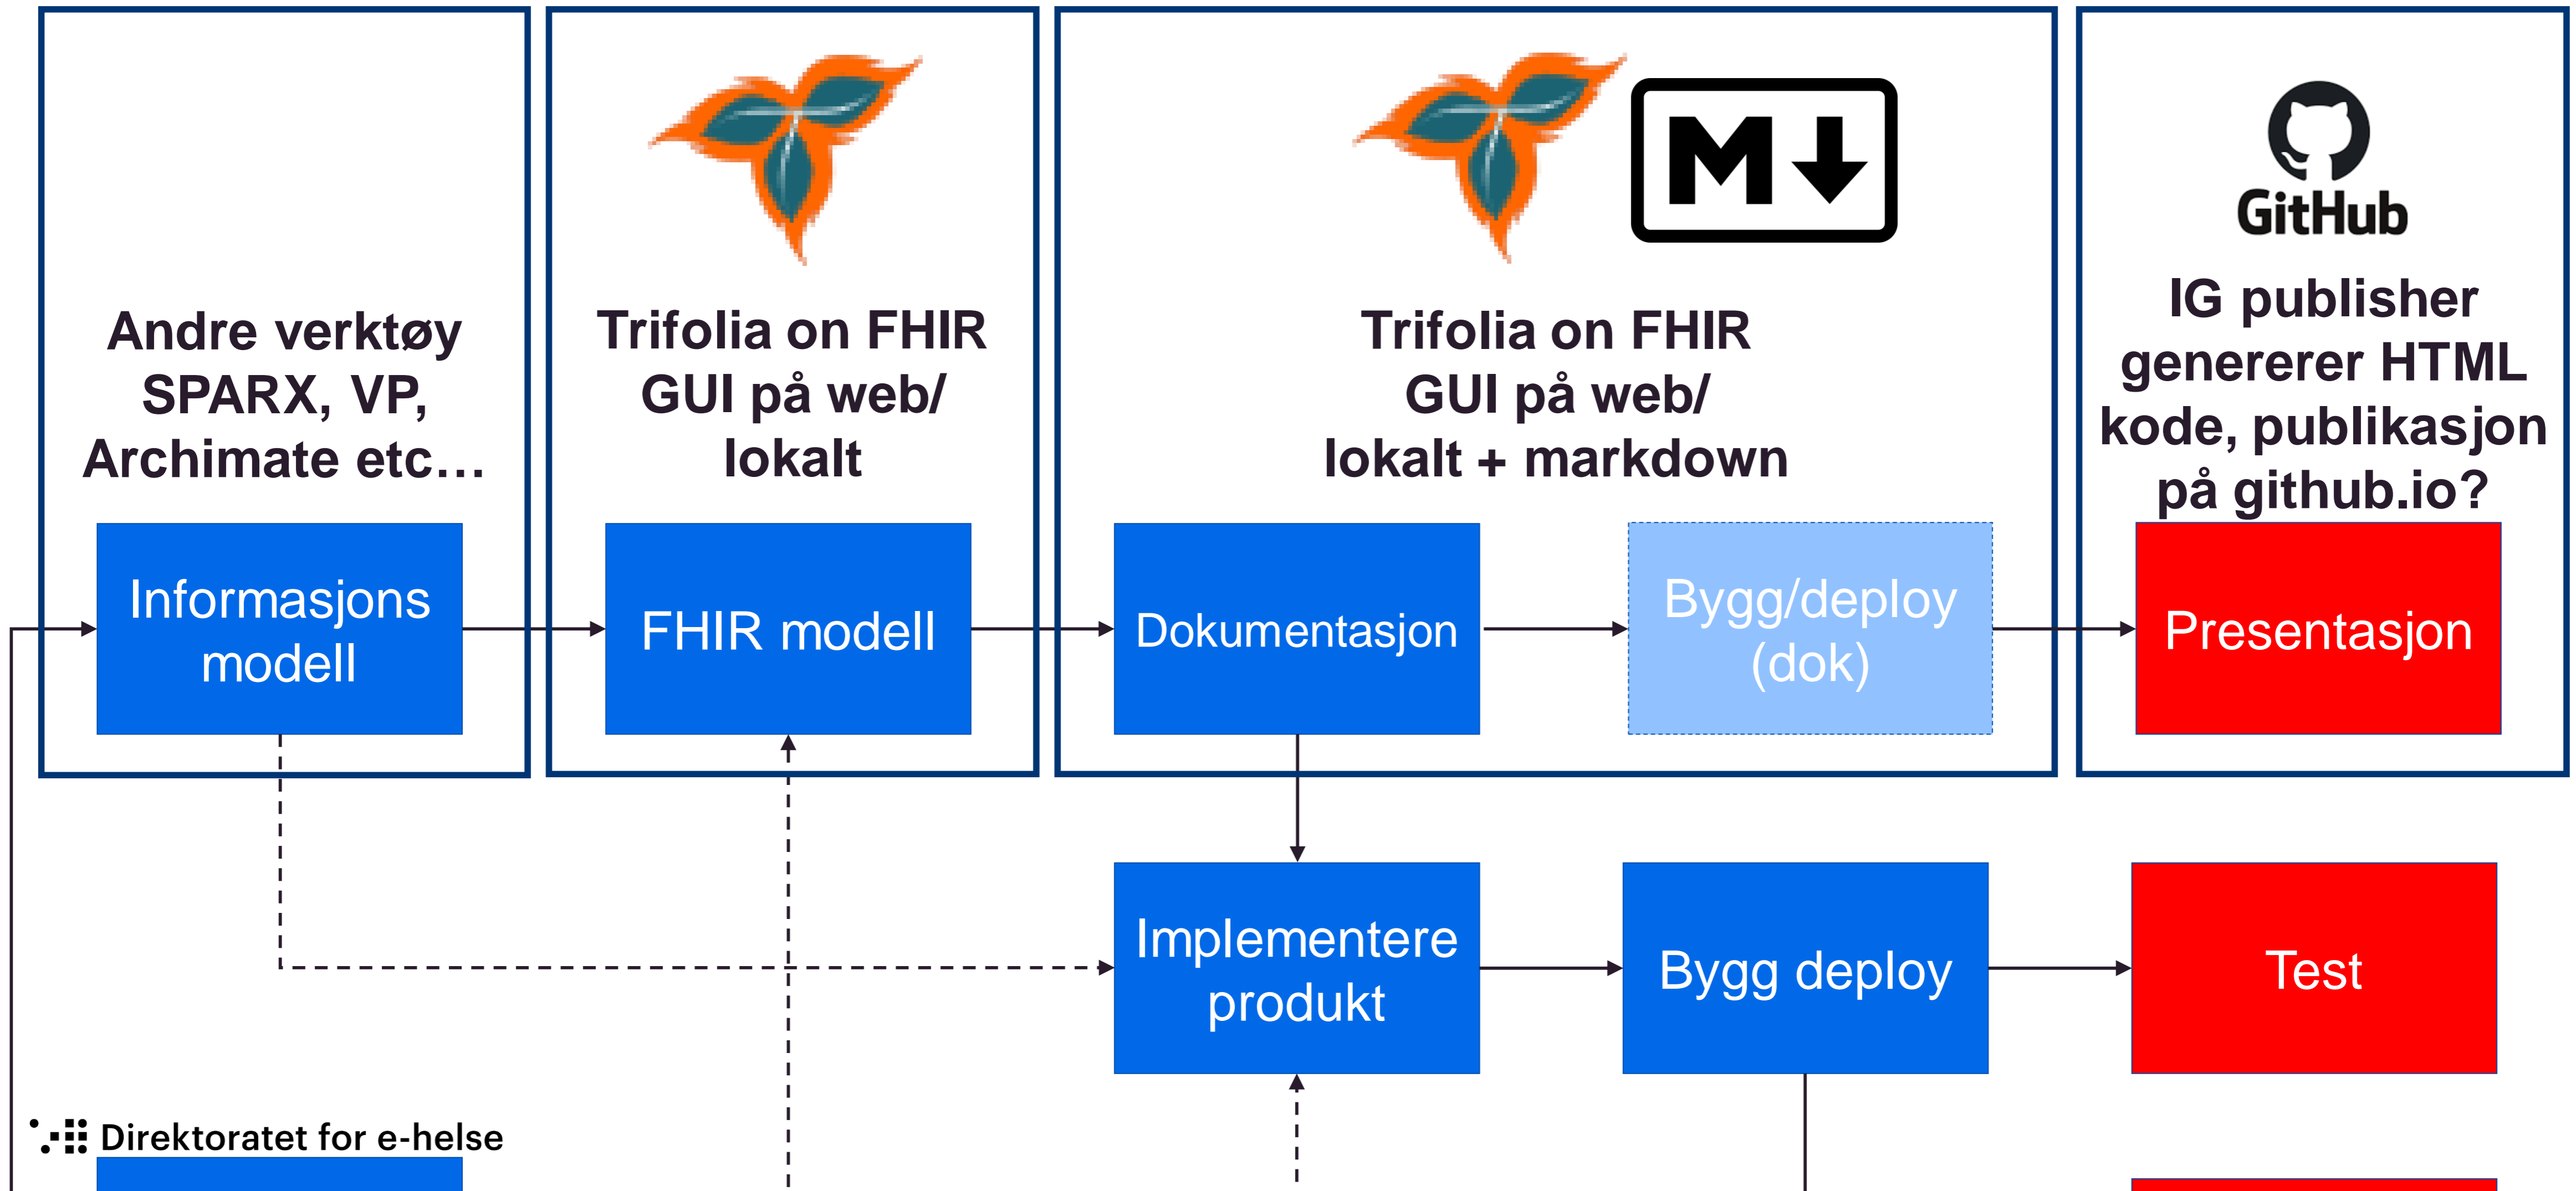 Andre verktøy
SPARX, VP,
Archimate etc…
Trifolia on FHIR
GUI på web/
lokalt
Trifolia on FHIR
GUI på web/
lokalt + markdown
GitHub
IG publisher
genererer HTML
kode, publikasjon
på github.io?
Informasjons
modell
FHIR modell
Dokumentasjon
Bygg/deploy
(dok)
Presentasjon
Implementere
produkt
Bygg deploy
Test
Direktoratet for e-helse